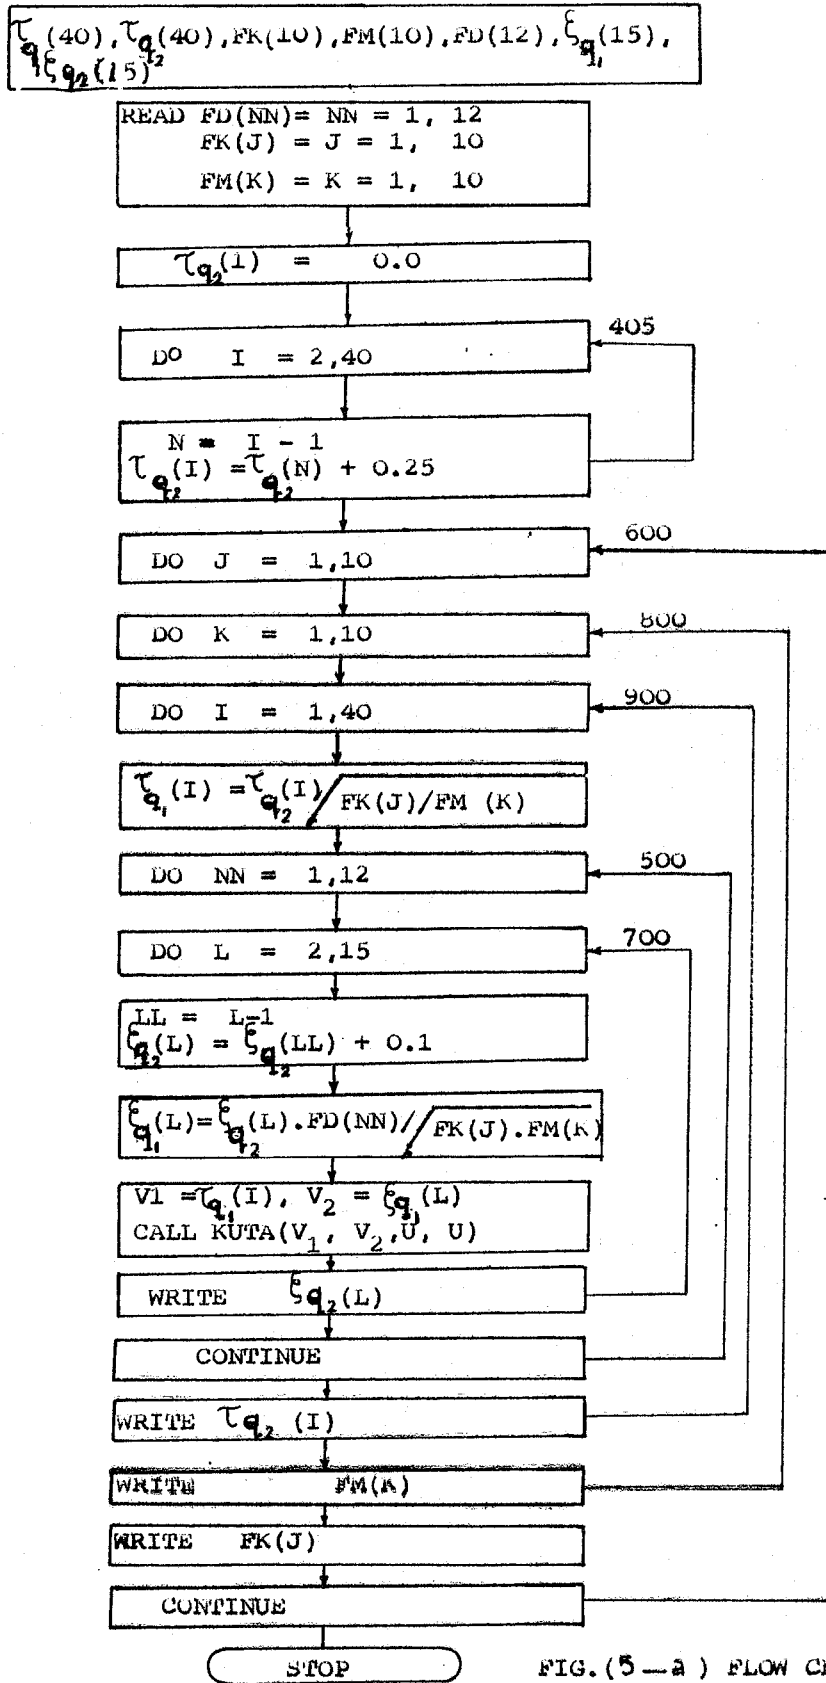 τq₁(40), τq₂(40), FK(10), FM(10), FD(12), ξq₁(15),
ξq₂(15)
READ FD(NN)= NN = 1, 12
FK(J) = J = 1, 10
FM(K) = K = 1, 10
τq₂(1) = 0.0
405
DO I = 2,40
N = I - 1
τq₂(I) = τq₂(N) + 0.25
600
DO J = 1,10
800
DO K = 1,10
900
DO I = 1,40
τq₁(I) = τq₂(I)√FK(J)/FM (K)
500
DO NN = 1,12
700
DO L = 2,15
LL = L-1
ξq₂(L) = ξq₂(LL) + 0.1
ξq₁(L)=ξq₂(L).FD(NN)/√FK(J).FM(K)
V1 =τq₁(I), V₂ = ξq₁(L)
CALL KUTA(V₁, V₂,U, U)
WRITE ξq₂(L)
CONTINUE
WRITE τq₂ (I)
WRITE FM(K)
WRITE FK(J)
CONTINUE
STOP
FIG.(5—a) FLOW